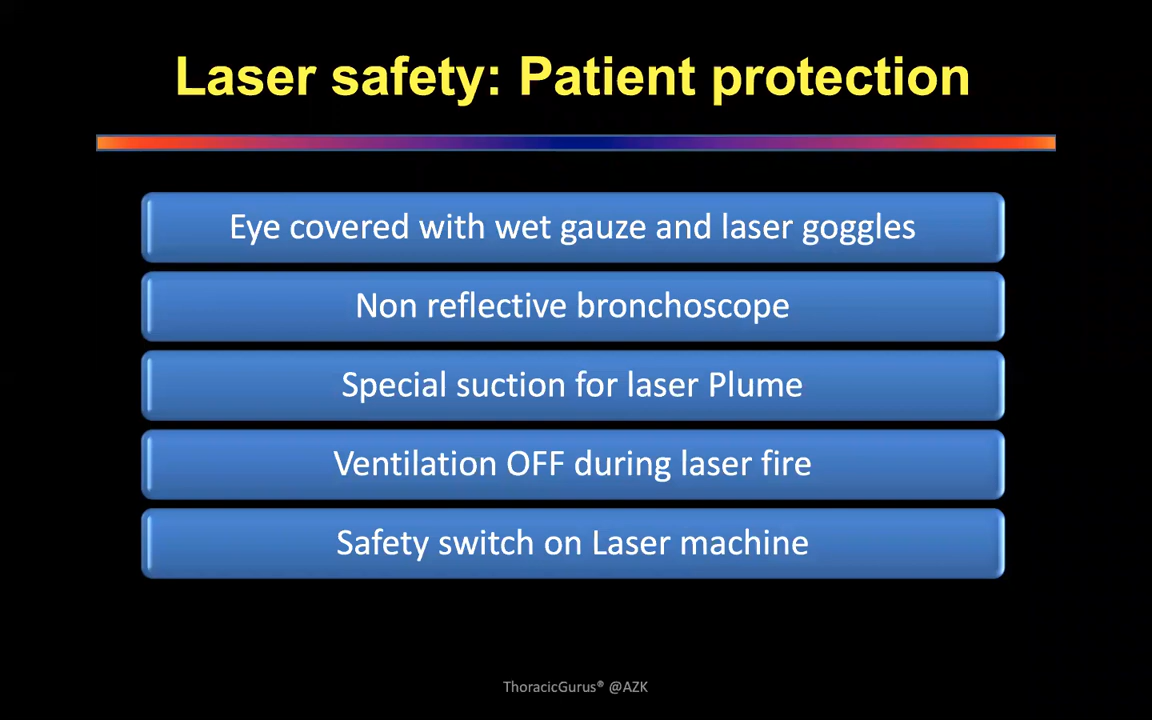 Laser safety: Patient protection
Eye covered with wet gauze and laser goggles
Non reflective bronchoscope
Special suction for laser Plume
Ventilation OFF during laser fire
Safety switch on Laser machine
ThoracicGurus® @AZK